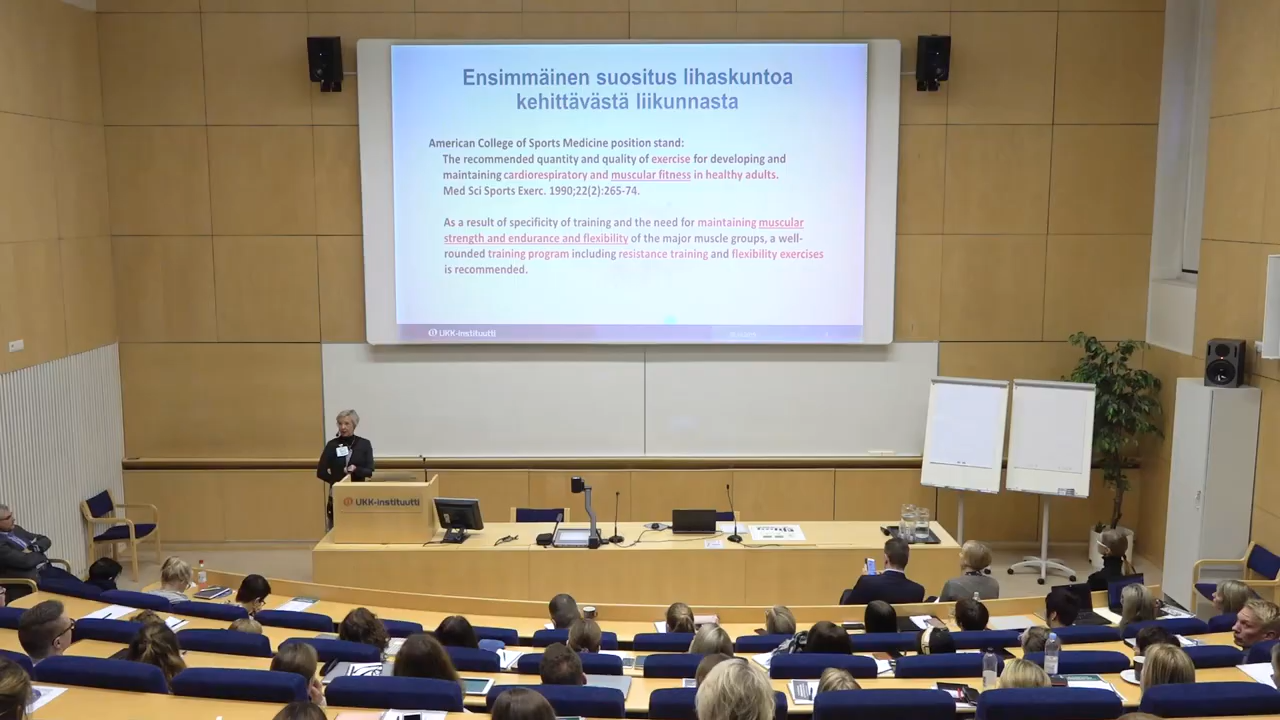 Ensimmäinen suositus lihaskuntoa
kehittävästä liikunnasta
American College of Sports Medicine position stand:
The recommended quantity and quality of exercise for developing and
maintaining cardiorespiratory and muscular fitness in healthy adults.
Med Sci Sports Exerc. 1990;22(2):265-74.
As a result of specificity of training and the need for maintaining muscular
strength and endurance and flexibility of the major muscle groups, a well-
rounded training program including resistance training and flexibility exercises
is recommended.
UKK-instituutti
UKK-instituutti